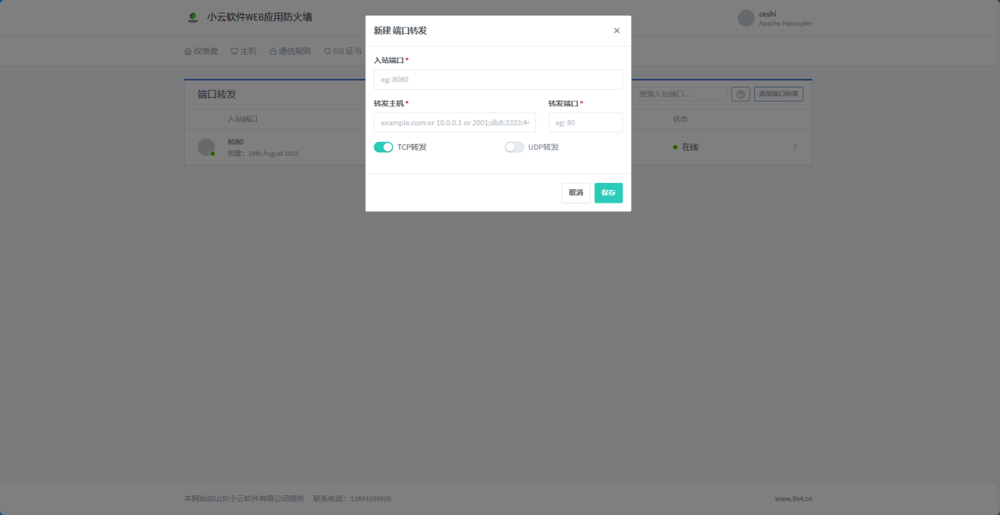 小云软件WEB应用防火墙
ceshi
Apache Helicopter
仪表盘 主机 通信规则 SSL证书
端口转发
搜索入站端口…
添加端口转发
入站端口
状态
8080
创建：29th August 2023
在线
新建 端口转发
×
入站端口*
eg: 8080
转发主机* 转发端口*
example.com or 10.0.0.1 or 2001:db8:3333:4 eg: 80
TCP转发 UDP转发
取消 保存
本网站由山东小云软件有限公司提供 联系电话：13864198606
www.9x4.cn